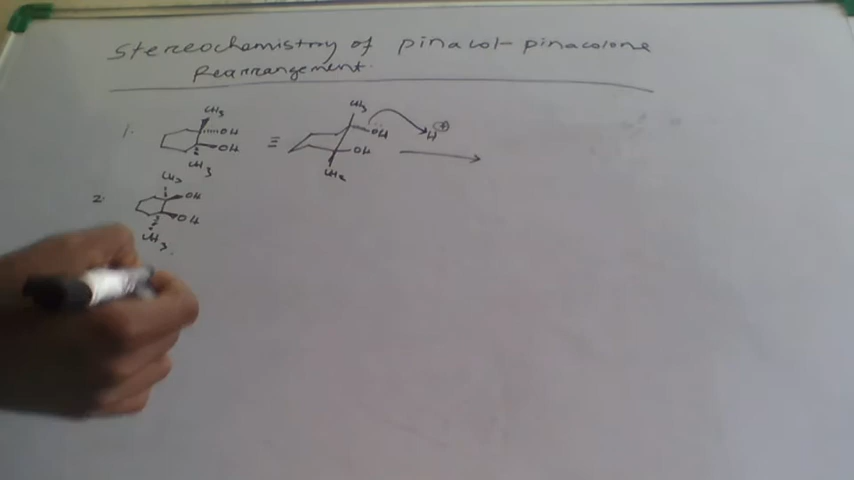 Stereochemistry of pinacol-pinacolone
Rearrangement.
1.
CH3
OH
OH
CH3
≡
CH3
OH
H⊕
OH
CH3
2.
CH3
OH
OH
CH3.